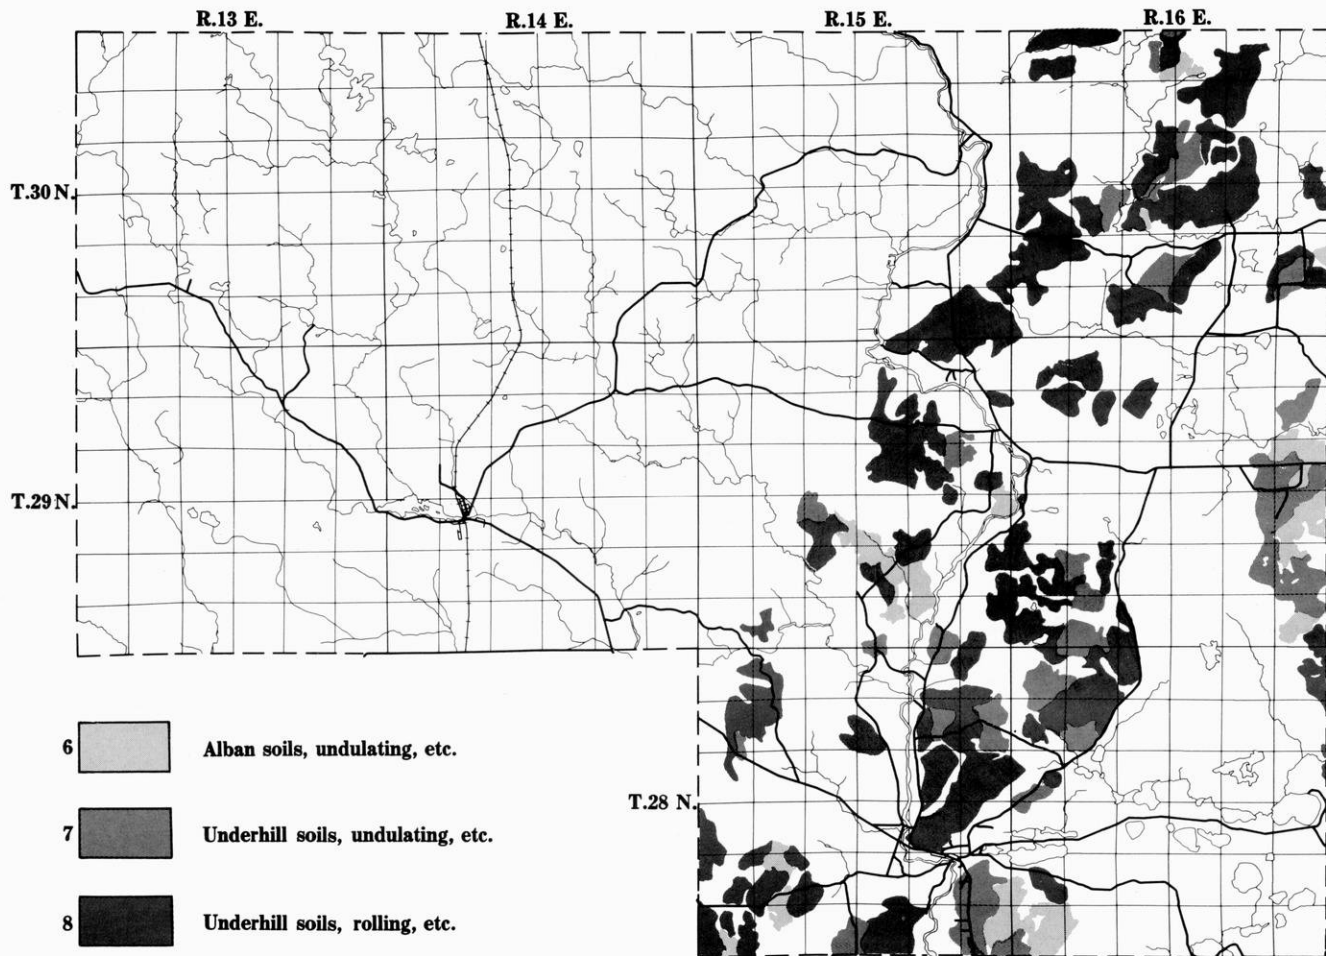 R.13 E. R.14 E. R.15 E. R.16 E.
T.30 N.
T.29 N.
T.28 N.
6 Alban soils, undulating, etc.
7 Underhill soils, undulating, etc.
8 Underhill soils, rolling, etc.